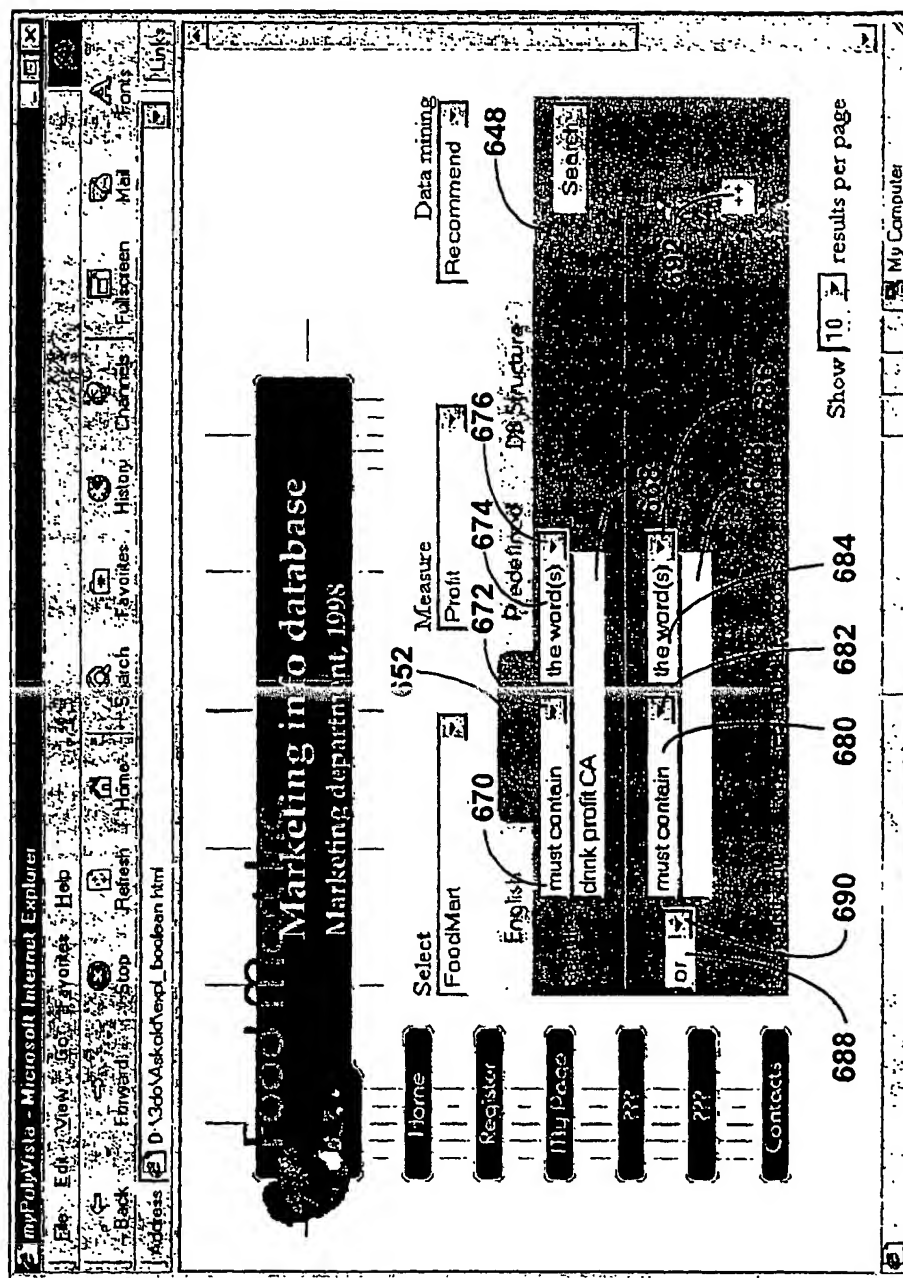 myPolyVista - Microsoft Internet Explorer
File Edit View Go Favorites Help
Back Forward Stop Refresh Home Search Favorites History Channels Fullscreen Mail Fonts
Address D:\3do\Askold\expl_boolean.html Links
Food Mart
Marketing info database
Marketing department, 1998
Home
Register
My Page
???
???
Contacts
Select
FoodMart
Measure
Profit
Data mining
Recommend
652
English
Predefined
DB Structure
670
672
674
676
648
must contain
the word(s)
Search
drink profit CA
or
must contain
the word(s)
692
++
678
688
690
680
682
684
Show 10 results per page
My Computer